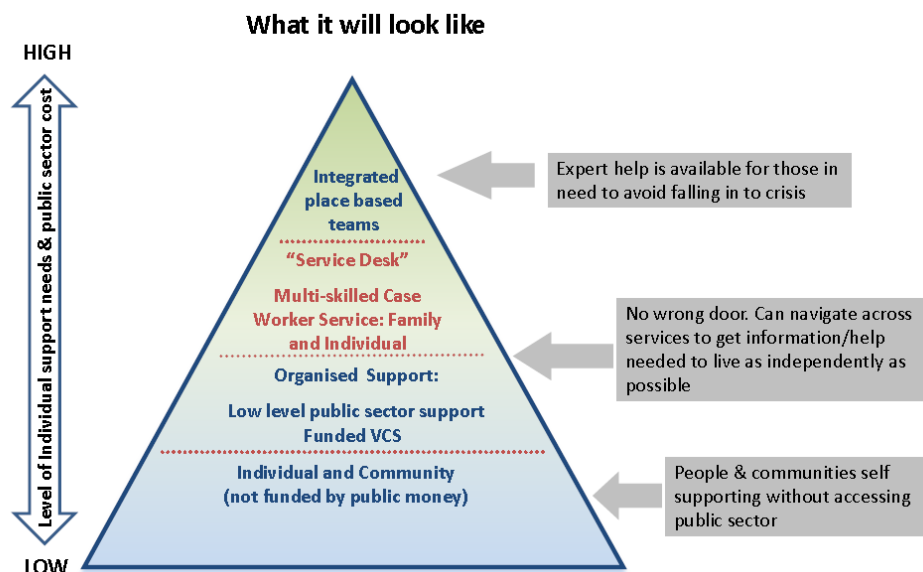 What it will look like
HIGH
Level of Individual support needs & public sector cost
LOW
Integrated
place based
teams
“Service Desk”
Multi-skilled Case
Worker Service: Family
and Individual
Organised Support:
Low level public sector support
Funded VCS
Individual and Community
(not funded by public money)
Expert help is available for those in
need to avoid falling in to crisis
No wrong door. Can navigate across
services to get information/help
needed to live as independently as
possible
People & communities self
supporting without accessing
public sector